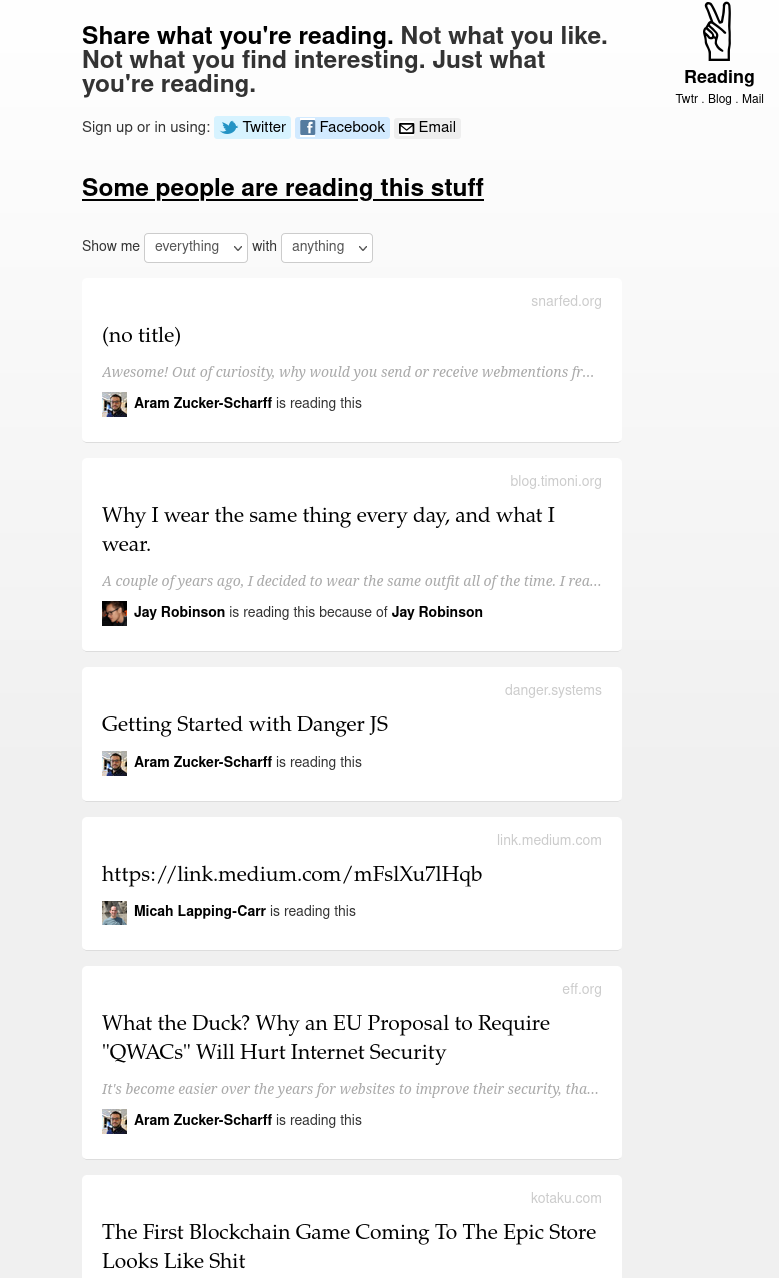 Share what you're reading. Not what you like.
Not what you find interesting. Just what
you're reading.
Reading
Twtr . Blog . Mail
Sign up or in using: Twitter Facebook Email
Some people are reading this stuff
Show me everything with anything
snarfed.org
(no title)
Awesome! Out of curiosity, why would you send or receive webmentions fr...
Aram Zucker-Scharff is reading this
blog.timoni.org
Why I wear the same thing every day, and what I
wear.
A couple of years ago, I decided to wear the same outfit all of the time. I rea...
Jay Robinson is reading this because of Jay Robinson
danger.systems
Getting Started with Danger JS
Aram Zucker-Scharff is reading this
link.medium.com
https://link.medium.com/mFslXu7lHqb
Micah Lapping-Carr is reading this
eff.org
What the Duck? Why an EU Proposal to Require
"QWACs" Will Hurt Internet Security
It's become easier over the years for websites to improve their security, tha...
Aram Zucker-Scharff is reading this
kotaku.com
The First Blockchain Game Coming To The Epic Store
Looks Like Shit